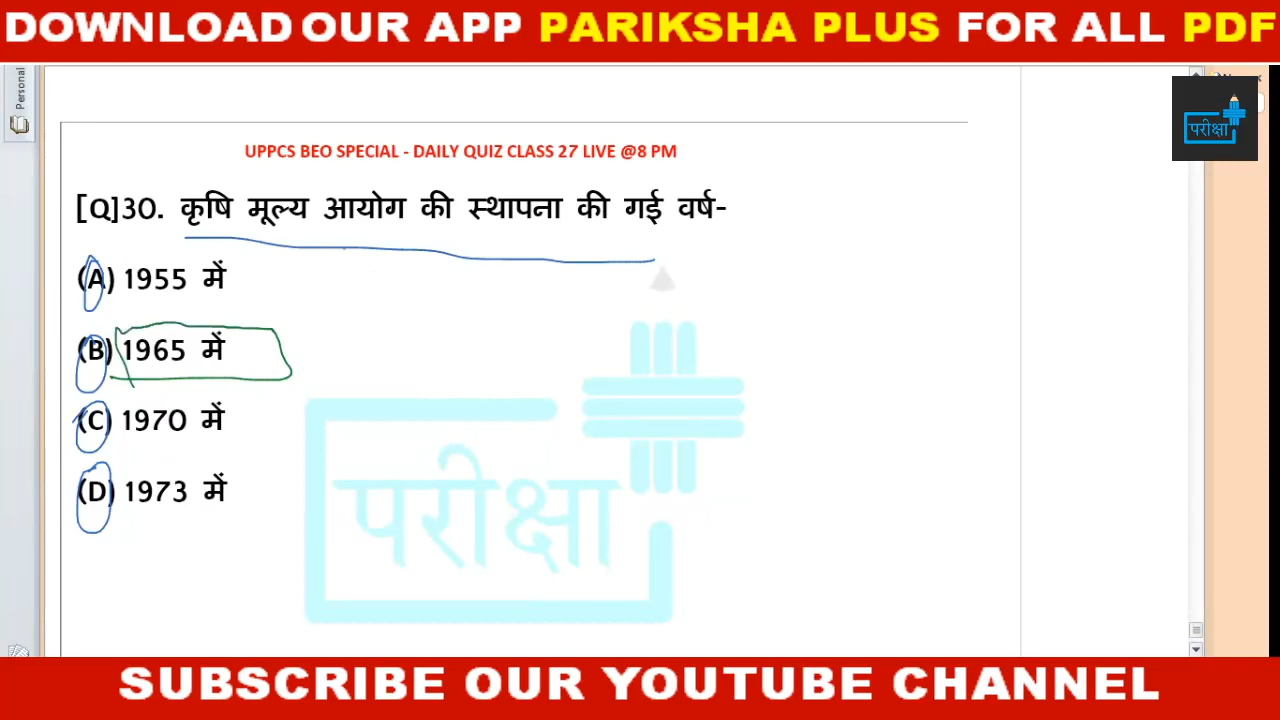 DOWNLOAD OUR APP PARIKSHA PLUS FOR ALL PDF
Personal
परीक्षा
UPPCS BEO SPECIAL - DAILY QUIZ CLASS 27 LIVE @8 PM
[Q]30. कृषि मूल्य आयोग की स्थापना की गई वर्ष-
(A) 1955 में
(B) 1965 में
(C) 1970 में
(D) 1973 में
परीक्षा
SUBSCRIBE OUR YOUTUBE CHANNEL